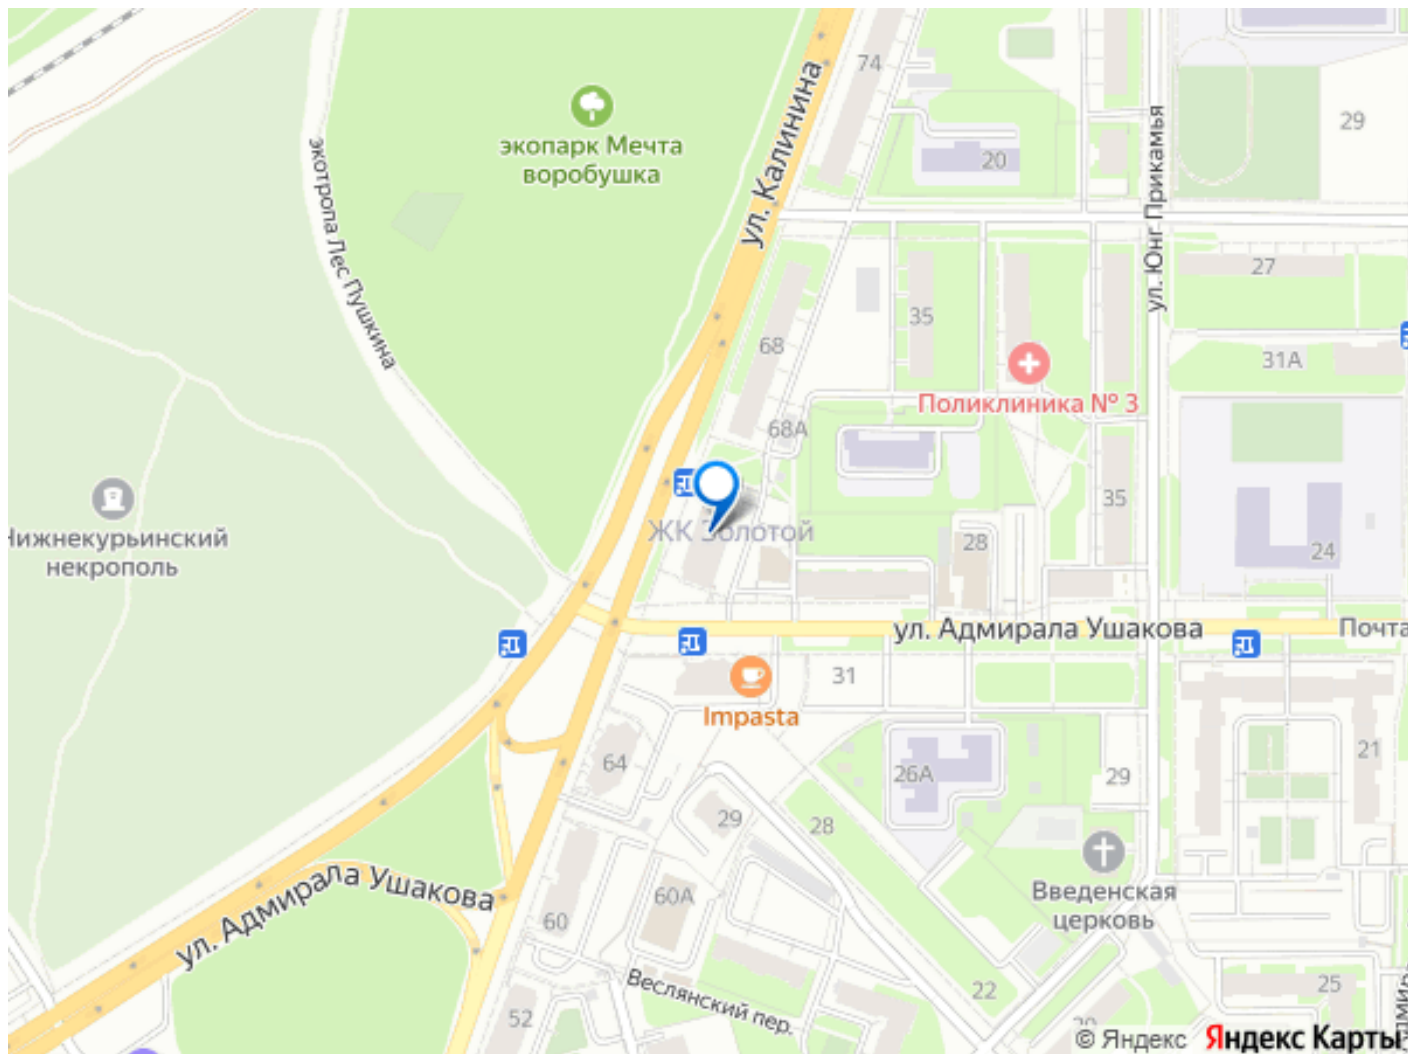 74
29
экопарк Мечта
воробушка
ул. Калинина
20
ул. Юнг Прикамья
экотропа Лес Пушкина
27
35
68
31А
Поликлиника № 3
68А
35
Нижнекурьинский
некрополь
ЖК Золотой
28
24
ул. Адмирала Ушакова
Почта
31
Impasta
64
26А
29
21
29
28
ул. Адмирала Ушакова
60А
60
Введенская
церковь
Веслянский пер.
22
25
52
© Яндекс
Яндекс Карты